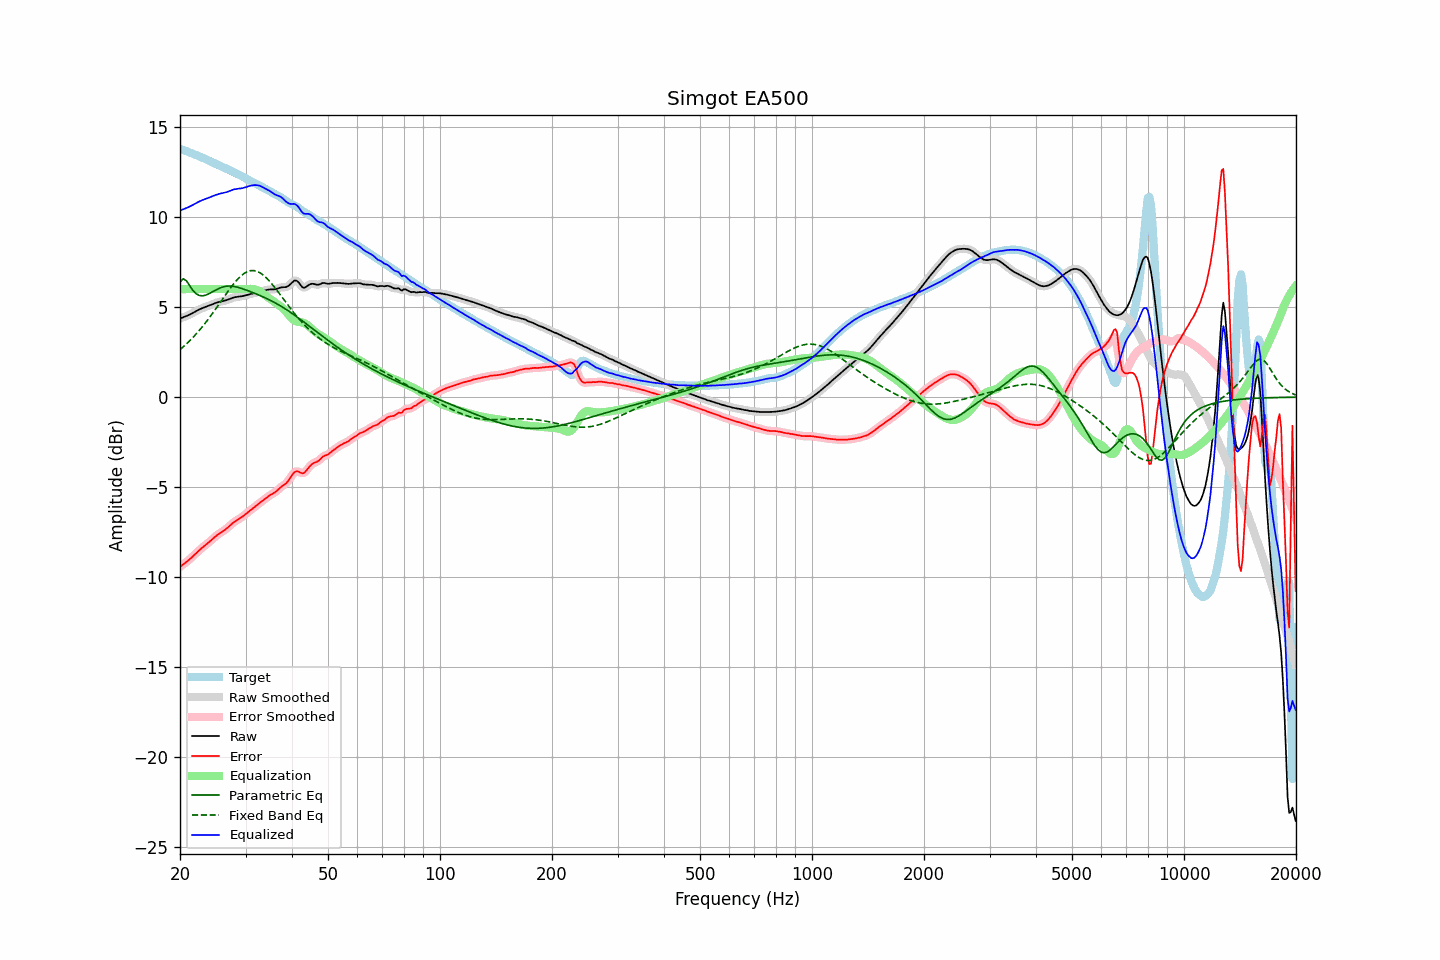 Simgot EA500
15
10
5
0
−5
−10
−15
−20
−25
Amplitude (dBr)
Target
Raw Smoothed
Error Smoothed
Raw
Error
Equalization
Parametric Eq
Fixed Band Eq
Equalized
20 50 100 200 500 1000 2000 5000 10000 20000
Frequency (Hz)